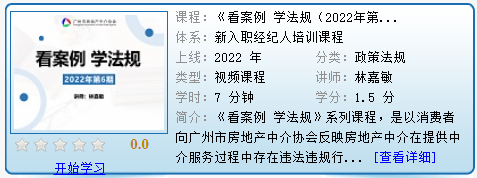 广州市房地产中介协会
看案例 学法规
2022年第6期
讲师：林嘉敏
0.0
开始学习
课程：《看案例 学法规（2022年第...
体系：新入职经纪人培训课程
上线：2022 年 分类：政策法规
类型：视频课程 讲师：林嘉敏
学时：7 分钟 学分：1.5 分
简介：《看案例 学法规》系列课程，是以消费者
向广州市房地产中介协会反映房地产中介在提供中
介服务过程中存在违法违规行... [查看详细]